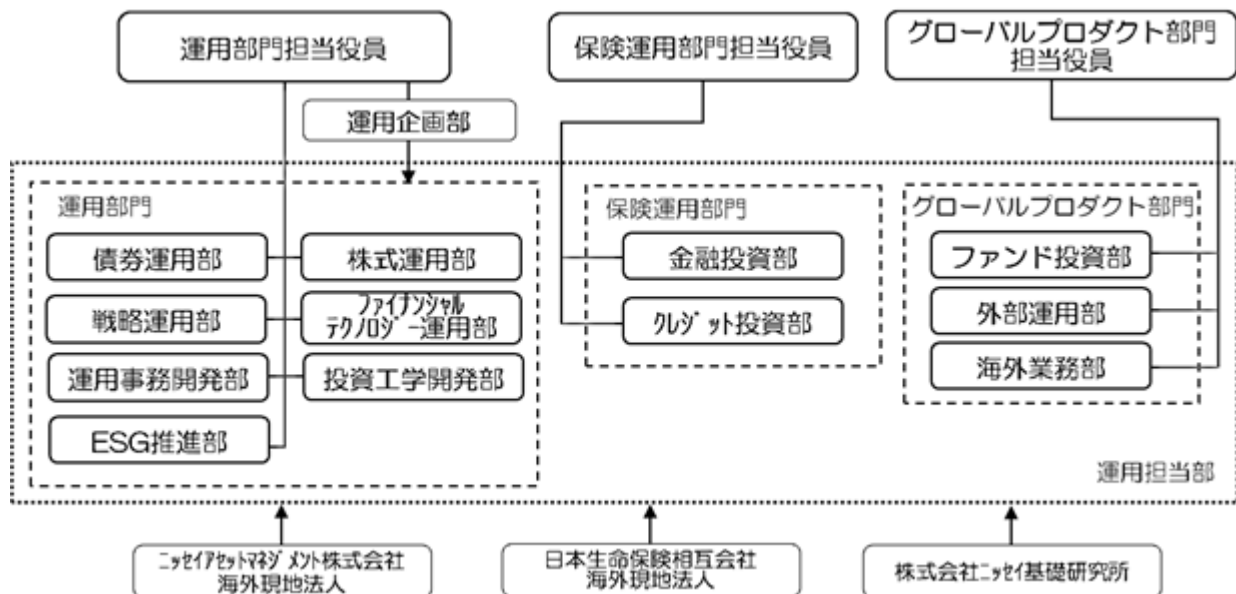 運用部門担当役員
保険運用部門担当役員
グローバルプロダクト部門
担当役員
運用企画部
運用部門
保険運用部門
グローバルプロダクト部門
債券運用部
株式運用部
金融投資部
ファンド投資部
戦略運用部
ファイナンシャル
テクノロジー運用部
クレジット投資部
外部運用部
運用事務開発部
投資工学開発部
海外業務部
ESG推進部
運用担当部
ニッセイアセットマネジメント株式会社
海外現地法人
日本生命保険相互会社
海外現地法人
株式会社ニッセイ基礎研究所